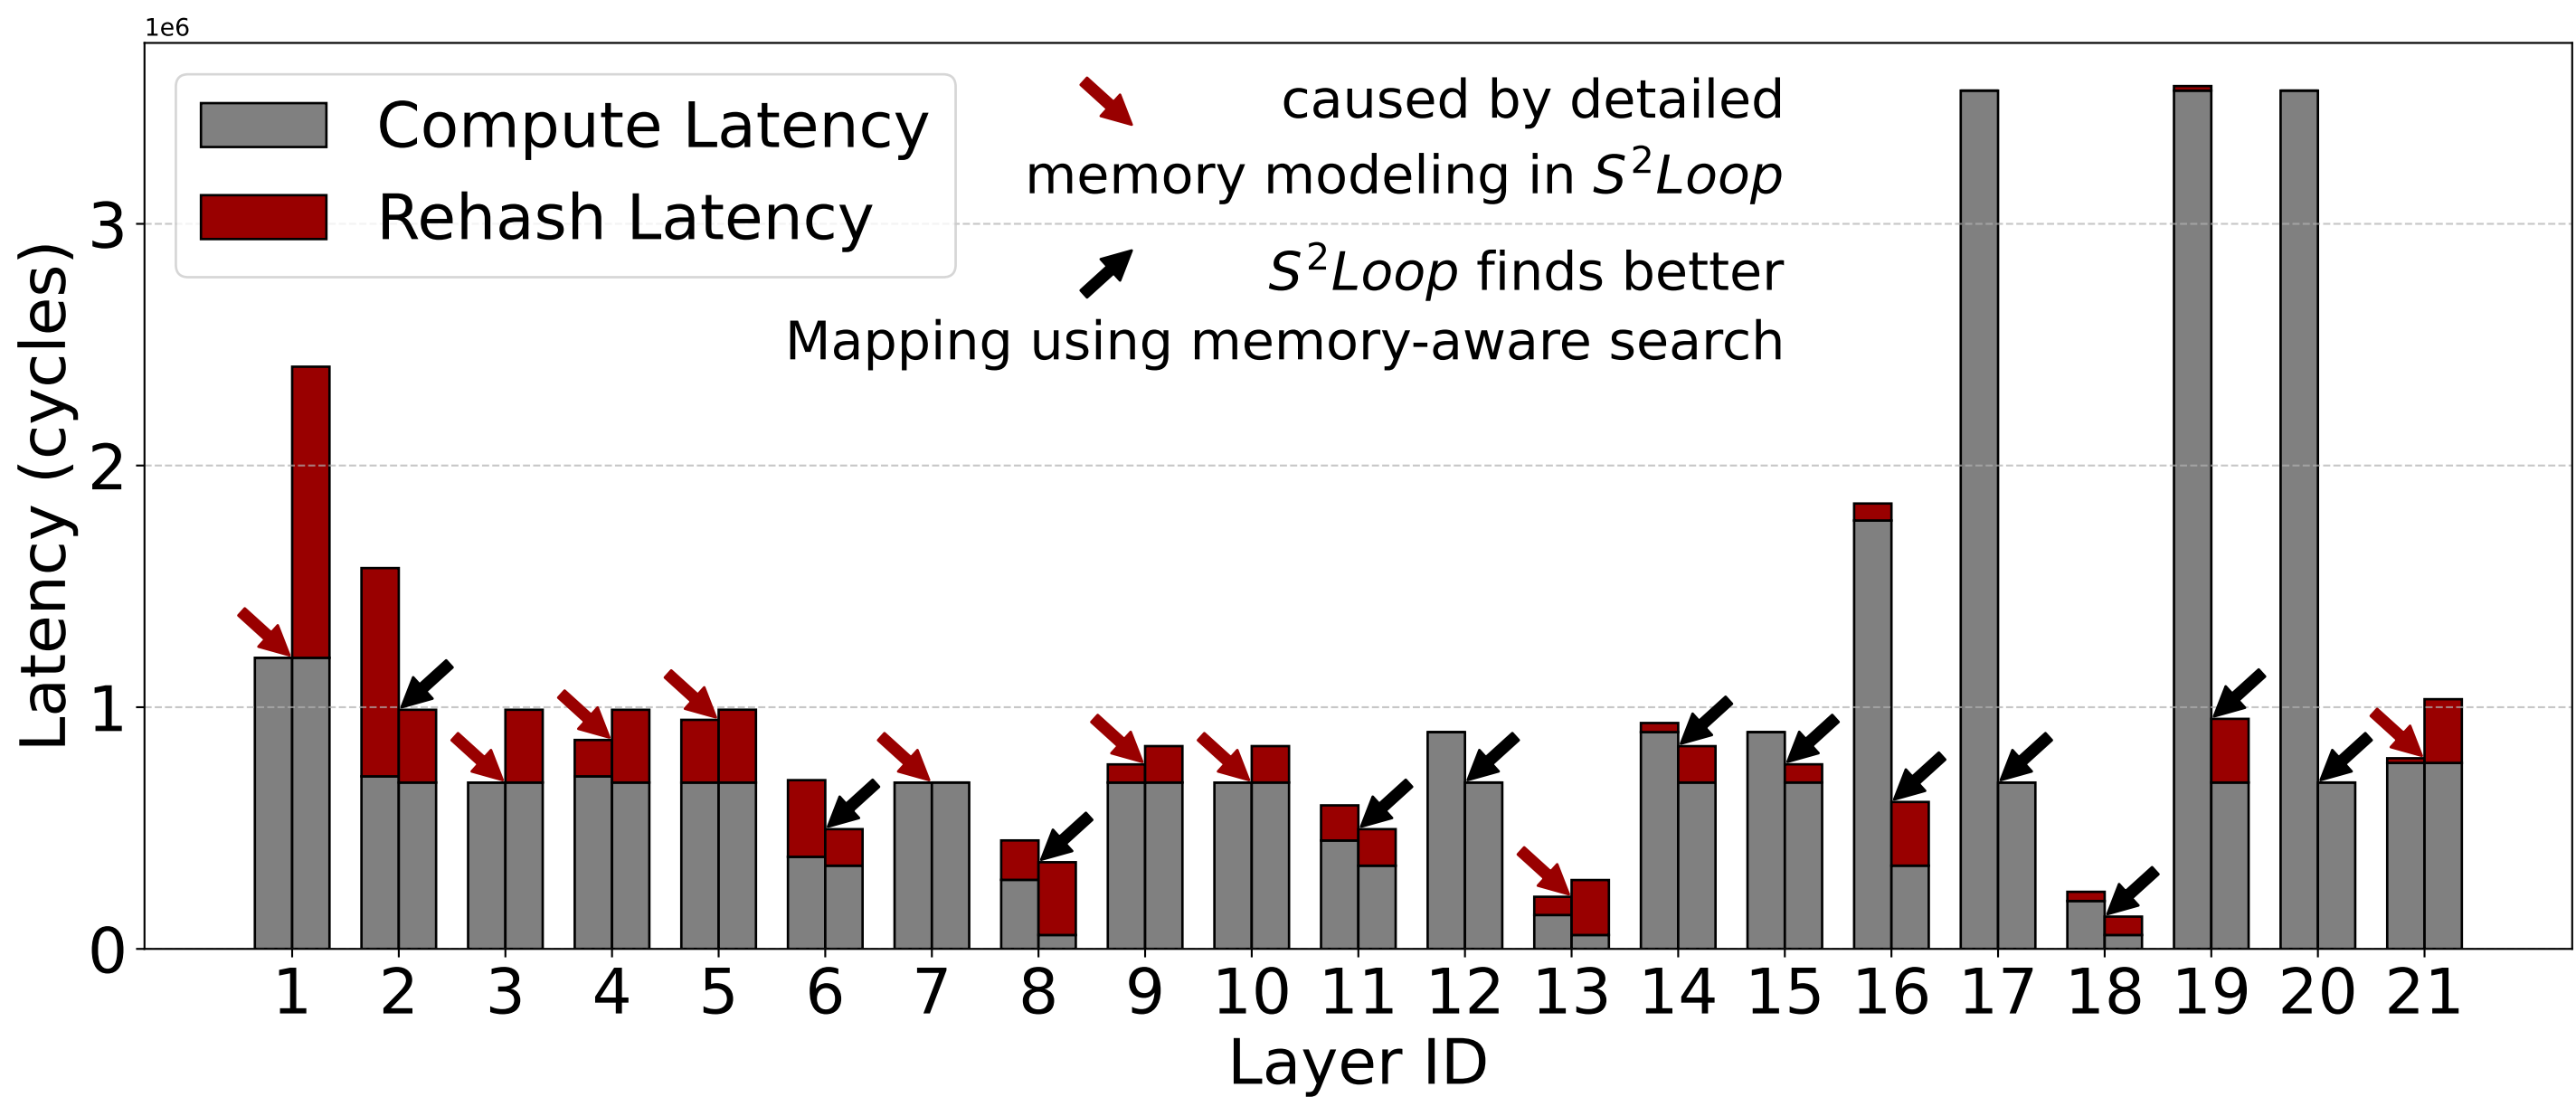 1e6
Compute Latency
Rehash Latency
caused by detailed
memory modeling in S²Loop
S²Loop finds better
Mapping using memory-aware search
Latency (cycles)
3
2
1
0
1 2 3 4 5 6 7 8 9 10 11 12 13 14 15 16 17 18 19 20 21
Layer ID